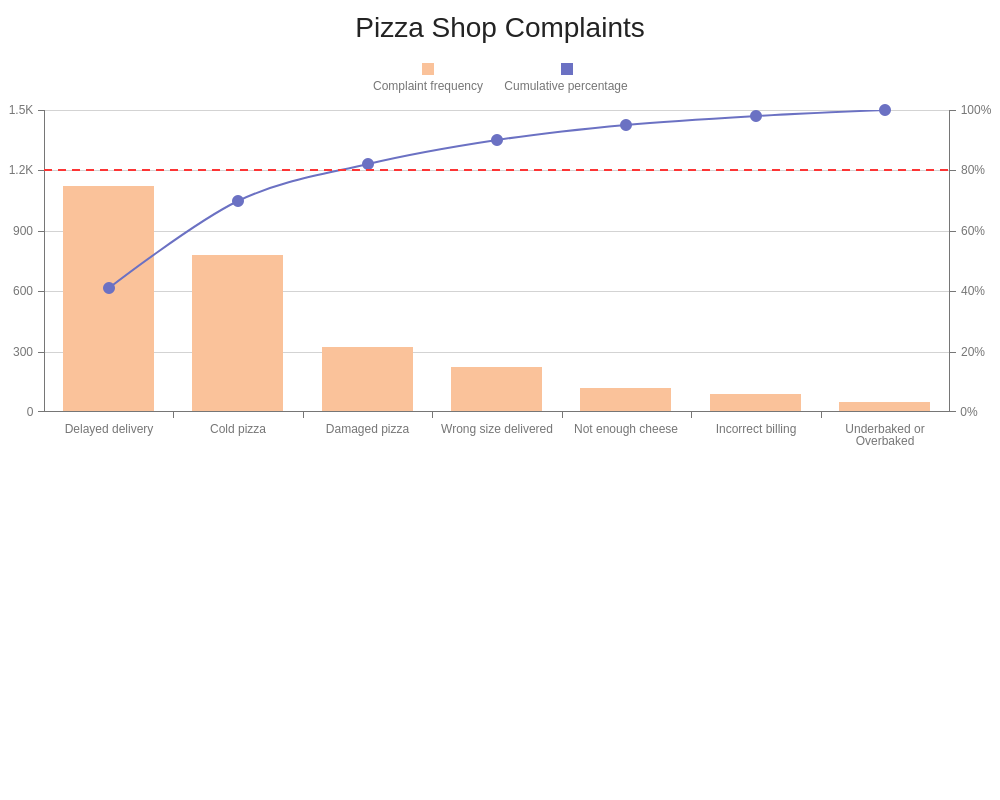 Pizza Shop Complaints
Complaint frequency
Cumulative percentage
1.5K
1.2K
900
600
300
0
100%
80%
60%
40%
20%
0%
Delayed delivery
Cold pizza
Damaged pizza
Wrong size delivered
Not enough cheese
Incorrect billing
Underbaked or
Overbaked